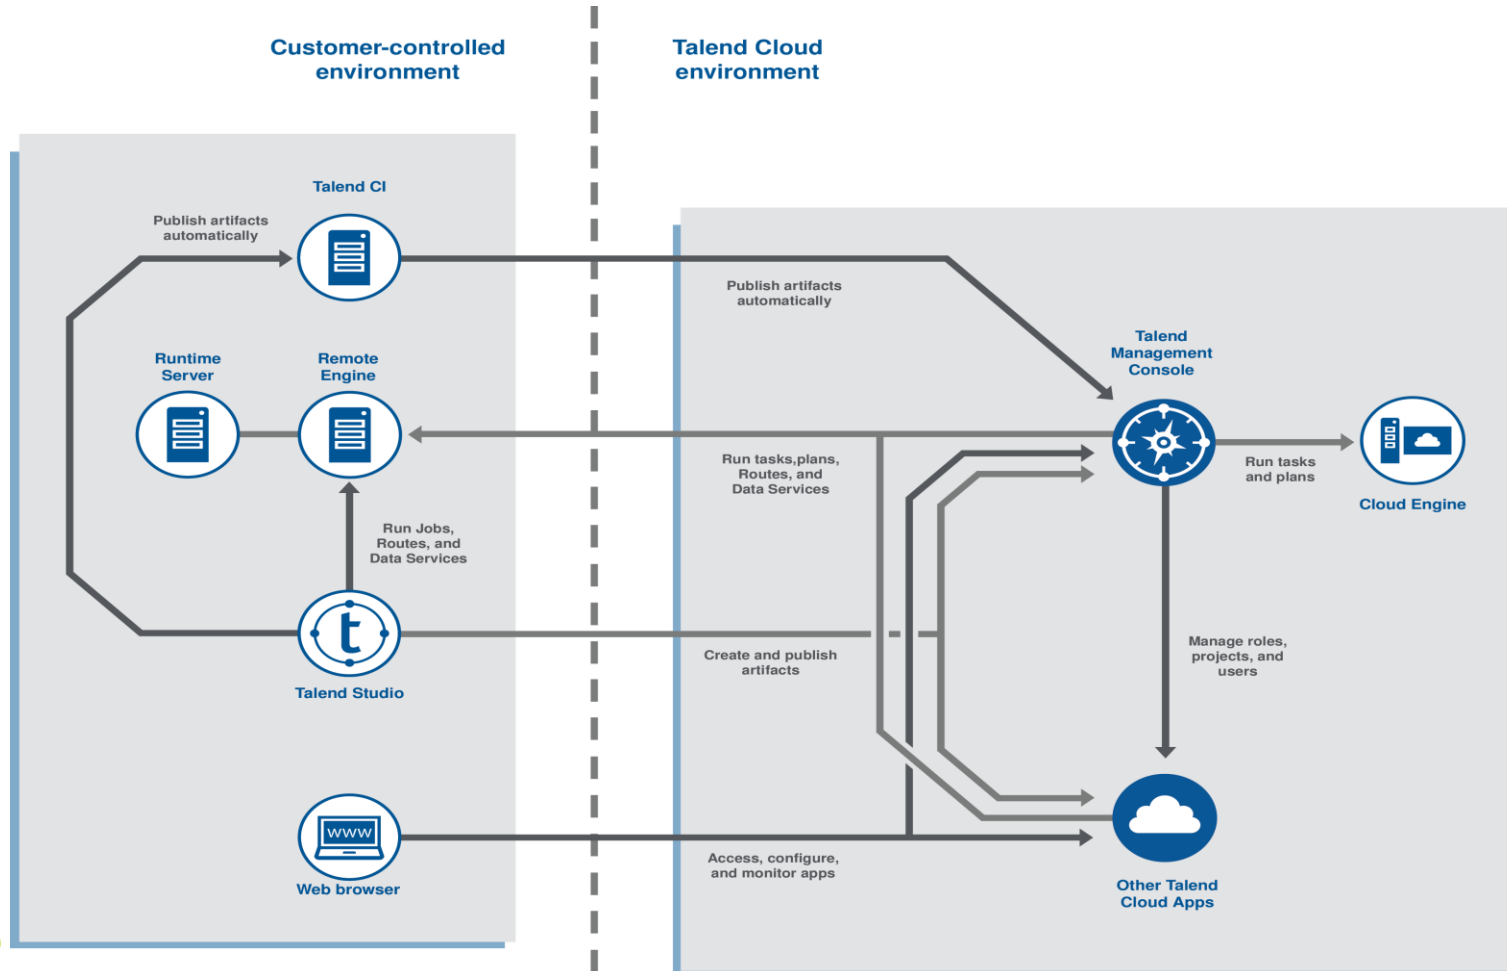 Customer-controlled
environment
Talend Cloud
environment
Talend CI
Publish artifacts
automatically
Publish artifacts
automatically
Runtime
Server
Remote
Engine
Talend
Management
Console
Run tasks,plans,
Routes, and
Data Services
Run tasks
and plans
Cloud Engine
Run Jobs,
Routes, and
Data Services
t
Talend Studio
Create and publish
artifacts
Manage roles,
projects, and
users
WWW
Web browser
Access, configure,
and monitor apps
Other Talend
Cloud Apps